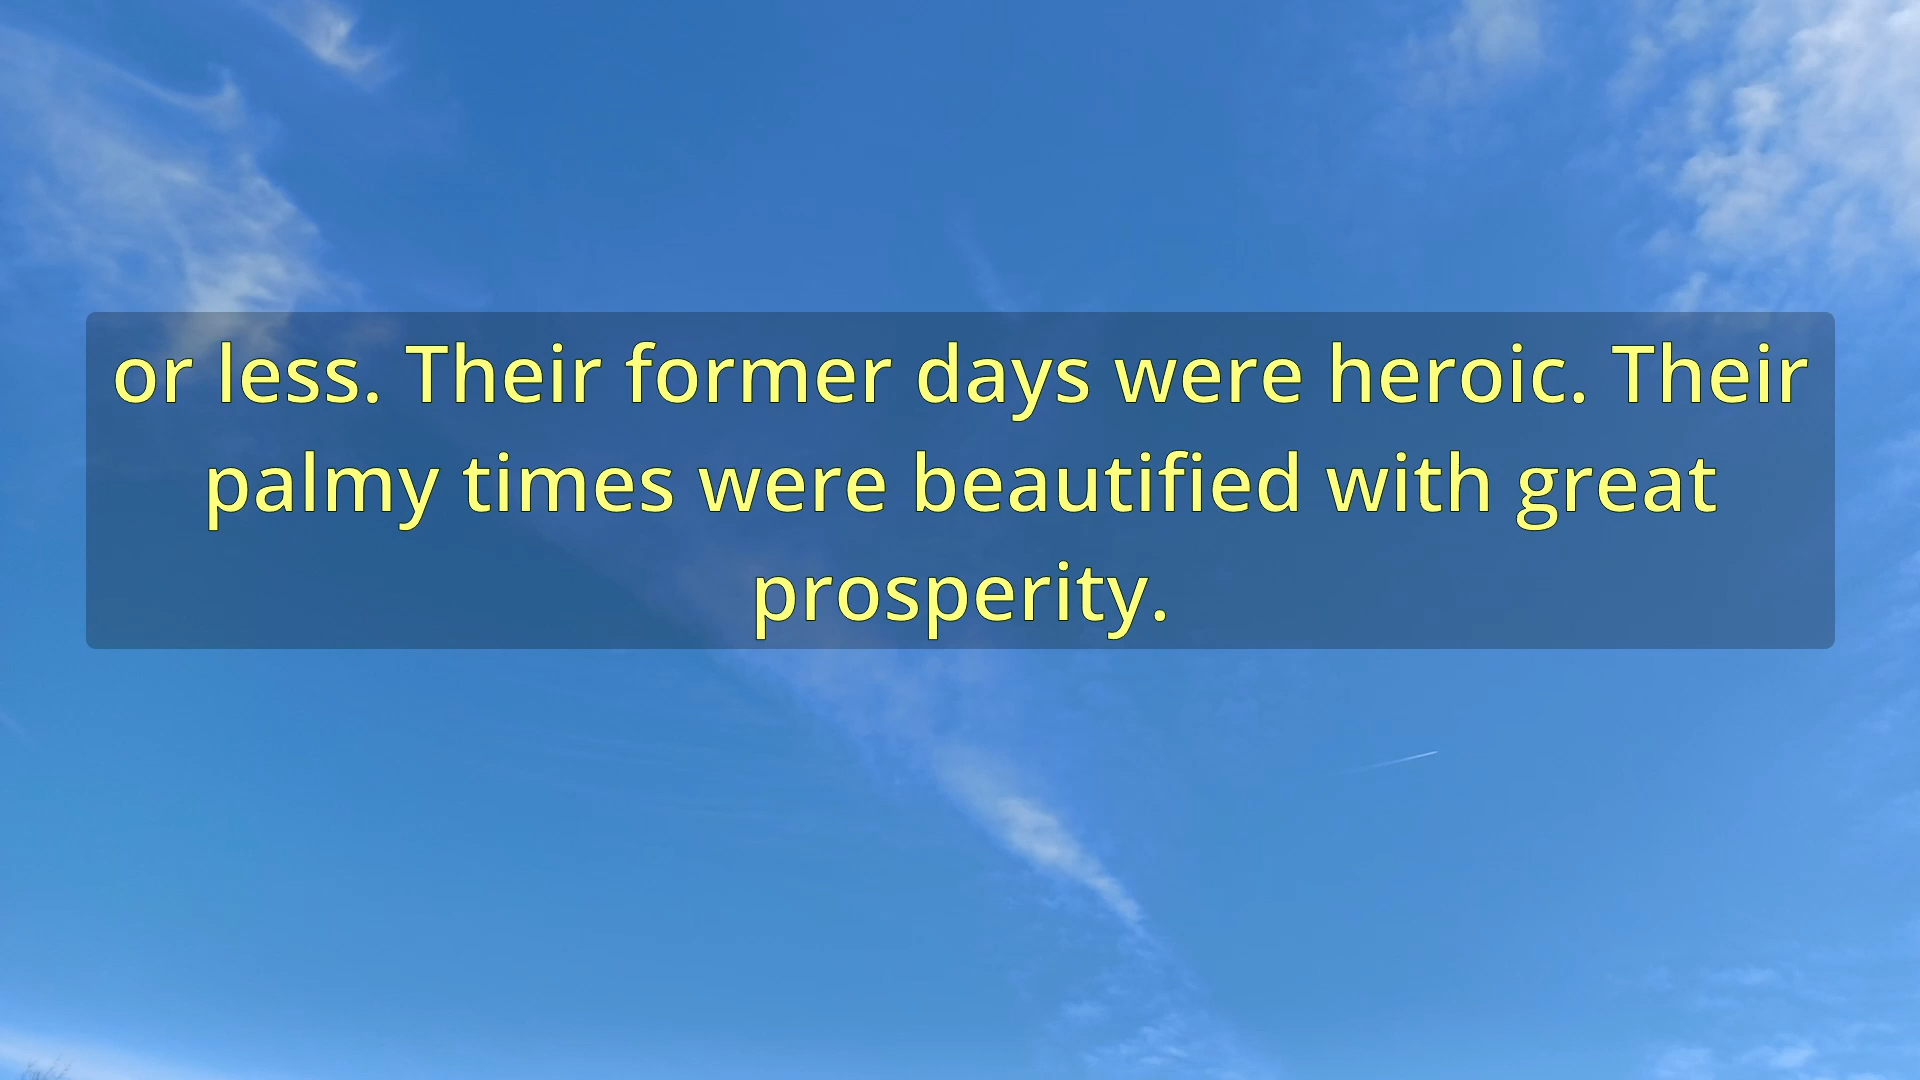 or less. Their former days were heroic. Their
palmy times were beautified with great
prosperity.